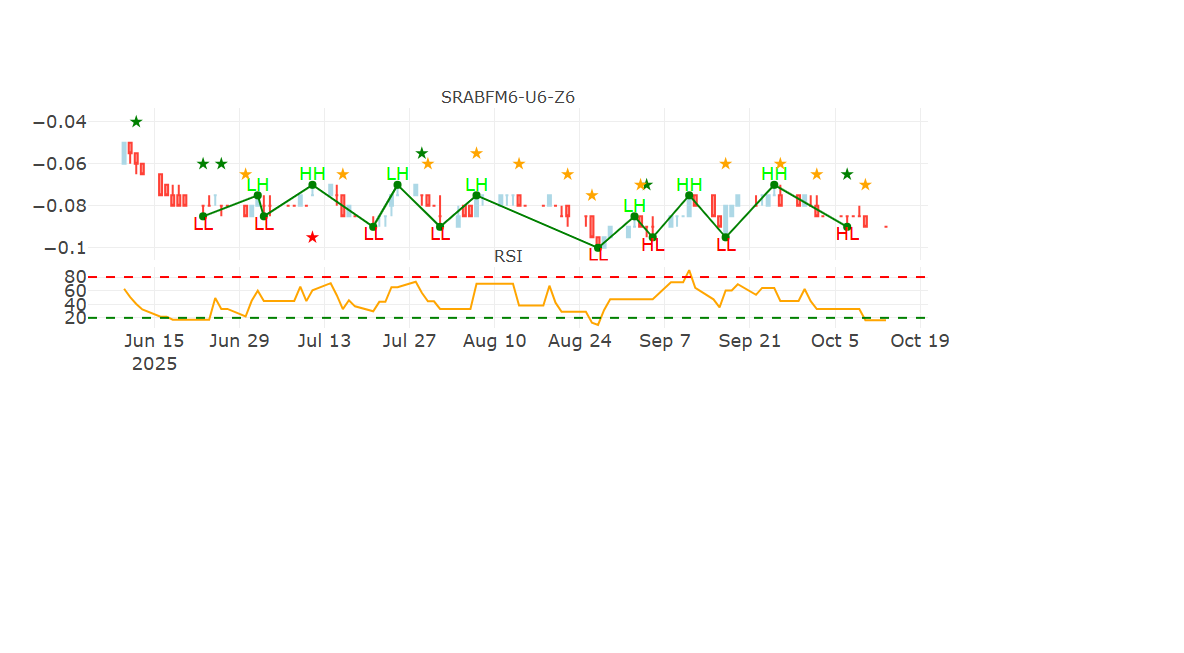 SRABFM6-U6-Z6
−0.04
−0.06
−0.08
−0.1
LL
LH
LL
HH
LL
LH
LL
LH
LL
LH
HL
HH
LL
HH
HL
RSI
80
60
40
20
Jun 15
2025
Jun 29
Jul 13
Jul 27
Aug 10
Aug 24
Sep 7
Sep 21
Oct 5
Oct 19